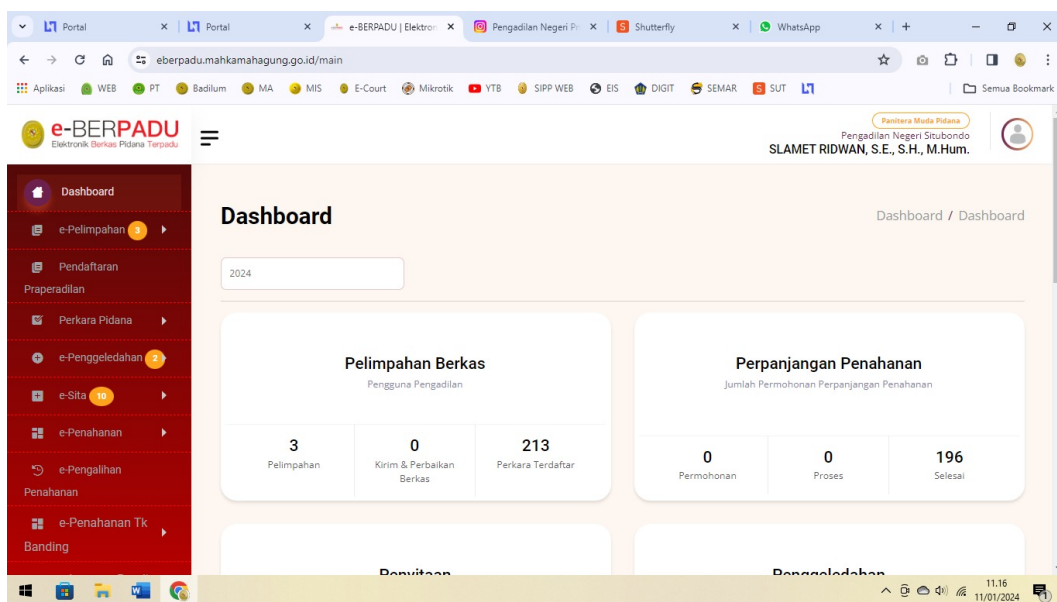 Portal
Portal
e-BERPADU | Elektron
Pengadilan Negeri Pr
Shutterfly
WhatsApp
eberpadu.mahkamahagung.go.id/main
Aplikasi WEB PT Badilum MA MIS E-Court Mikrotik YTB SIPP WEB EIS DIGIT SEMAR SUT Semua Bookmark
e-BERPADU
Elektronik Berkas Pidana Terpadu
Panitera Muda Pidana
Pengadilan Negeri Situbondo
SLAMET RIDWAN, S.E., S.H., M.Hum.
Dashboard
e-Pelimpahan 3
Pendaftaran
Praperadilan
Perkara Pidana
e-Penggeledahan 2
e-Sita 10
e-Penahanan
e-Pengalihan
Penahanan
e-Penahanan Tk
Banding
Dashboard
Dashboard / Dashboard
2024
Pelimpahan Berkas
Pengguna Pengadilan
3
Pelimpahan
0
Kirim & Perbaikan
Berkas
213
Perkara Terdaftar
Perpanjangan Penahanan
Jumlah Permohonan Perpanjangan Penahanan
0
Permohonan
0
Proses
196
Selesai
Penyitaan
Penggeledahan
11.16
11/01/2024